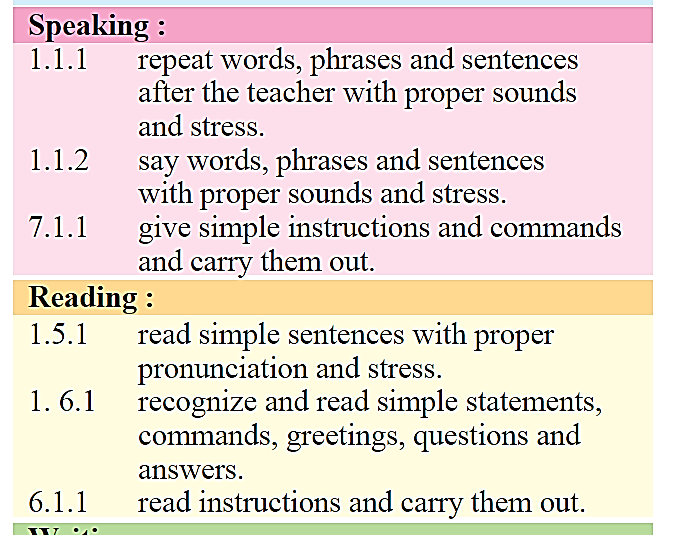 Speaking :
1.1.1 repeat words, phrases and sentences
after the teacher with proper sounds
and stress.
1.1.2 say words, phrases and sentences
with proper sounds and stress.
7.1.1 give simple instructions and commands
and carry them out.
Reading :
1.5.1 read simple sentences with proper
pronunciation and stress.
1. 6.1 recognize and read simple statements,
commands, greetings, questions and
answers.
6.1.1 read instructions and carry them out.